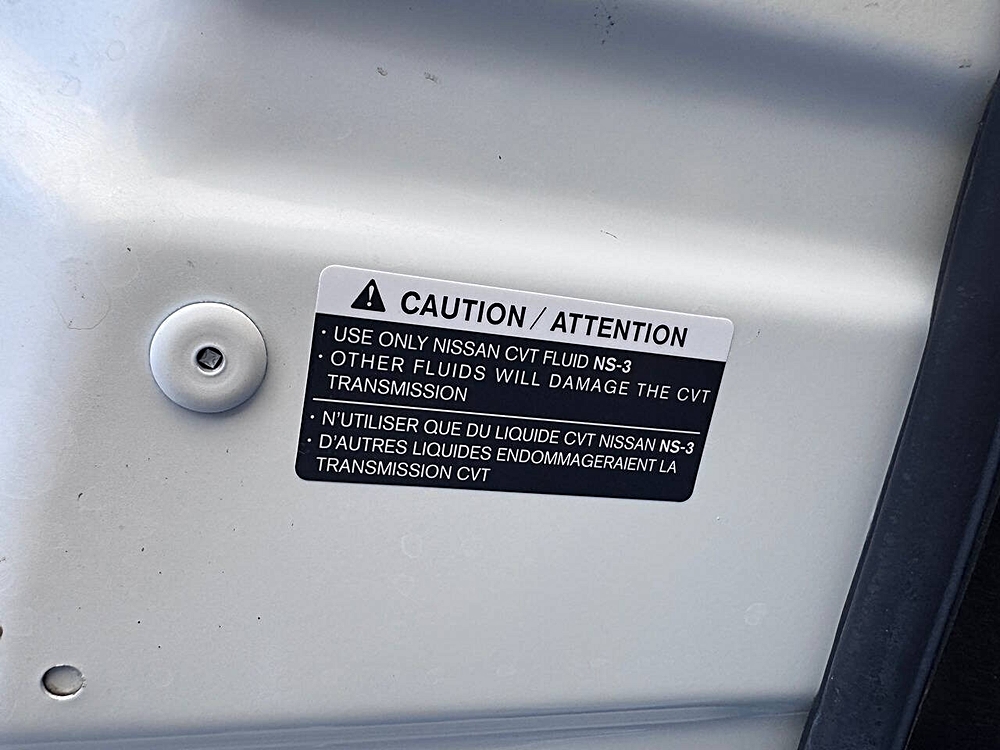 CAUTION / ATTENTION
· USE ONLY NISSAN CVT FLUID NS-3
· OTHER FLUIDS WILL DAMAGE THE CVT
TRANSMISSION
· N'UTILISER QUE DU LIQUIDE CVT NISSAN NS-3
· D'AUTRES LIQUIDES ENDOMMAGERAIENT LA
TRANSMISSION CVT